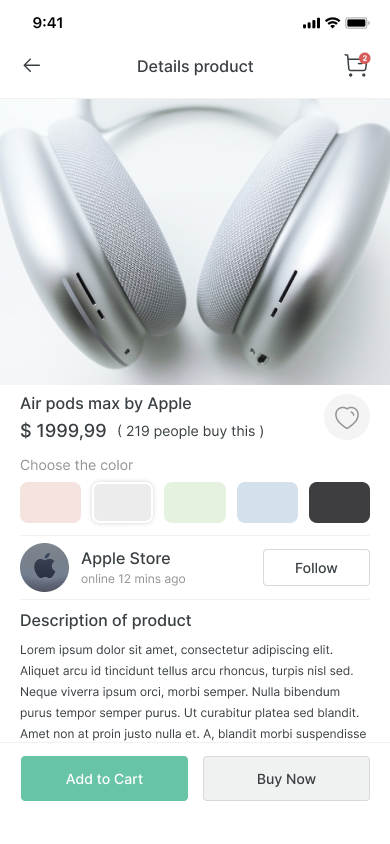 9:41
Details product
2
Air pods max by Apple
$ 1999,99 ( 219 people buy this )
Choose the color
Apple Store
online 12 mins ago
Follow
Description of product
Lorem ipsum dolor sit amet, consectetur adipiscing elit.
Aliquet arcu id tincidunt tellus arcu rhoncus, turpis nisl sed.
Neque viverra ipsum orci, morbi semper. Nulla bibendum
purus tempor semper purus. Ut curabitur platea sed blandit.
Amet non at proin justo nulla et. A, blandit morbi suspendisse
Add to Cart
Buy Now